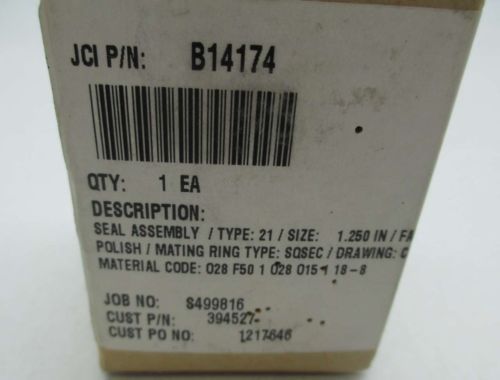 JCI P/N: B14174
QTY: 1 EA
DESCRIPTION:
SEAL ASSEMBLY / TYPE: 21 / SIZE: 1.250 IN /
POLISH / MATING RING TYPE: SQSEC / DRAWING:
MATERIAL CODE: 028 F50 1 028 015 1 18-8
JOB NO: S499816
CUST P/N: 394527
CUST PO NO: 1217646